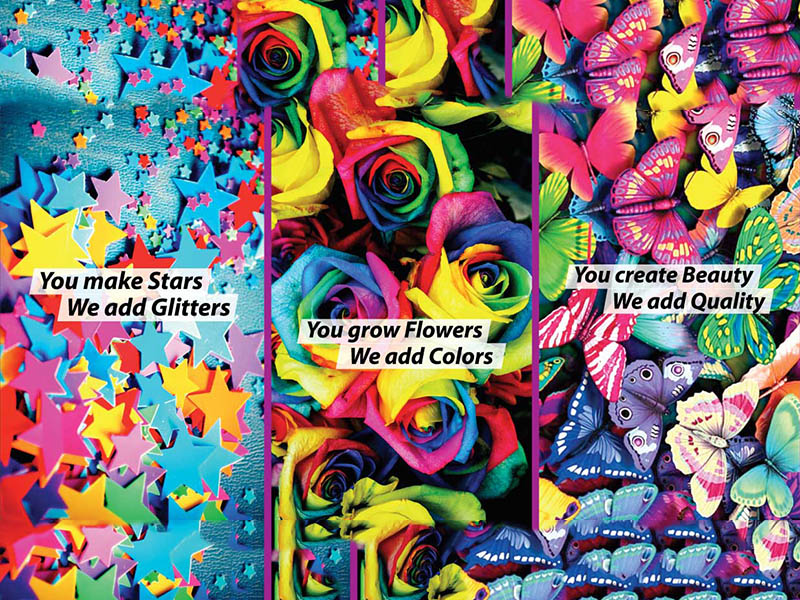 You make Stars
We add Glitters
You grow Flowers
We add Colors
You create Beauty
We add Quality